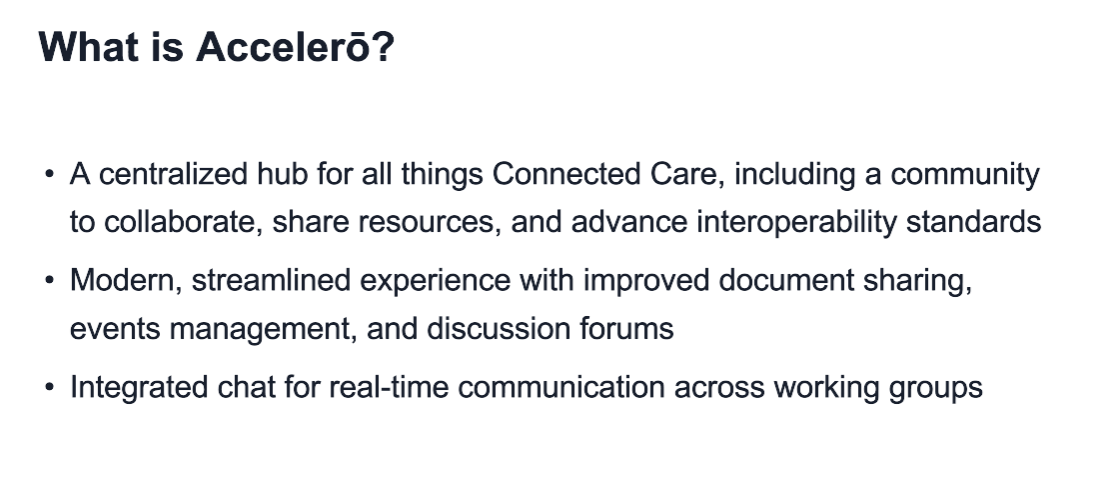 What is Accelerō?
• A centralized hub for all things Connected Care, including a community
to collaborate, share resources, and advance interoperability standards
• Modern, streamlined experience with improved document sharing,
events management, and discussion forums
• Integrated chat for real-time communication across working groups